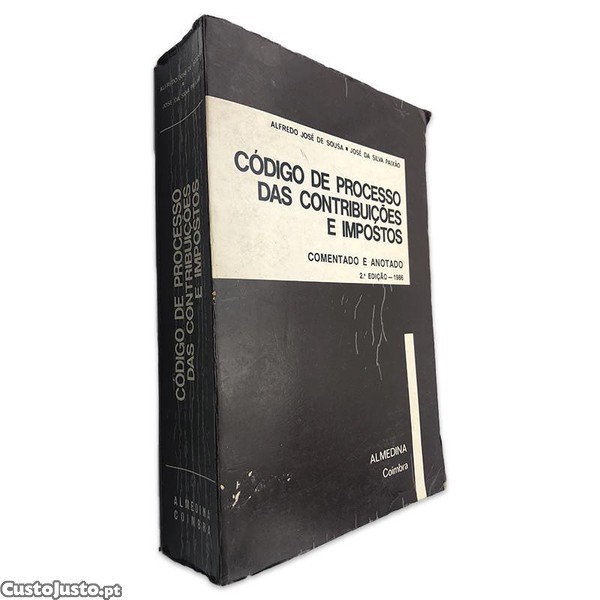 ALFREDO JOSÉ DE SOUSA • JOSÉ DA SILVA PAIXÃO
CÓDIGO DE PROCESSO
DAS CONTRIBUIÇÕES
E IMPOSTOS
COMENTADO E ANOTADO
2.ª EDIÇÃO — 1986
ALMEDINA
Coimbra
CÓDIGO DE PROCESSO
DAS CONTRIBUIÇÕES
E IMPOSTOS
ALMEDINA
COIMBRA
CustoJusto.pt